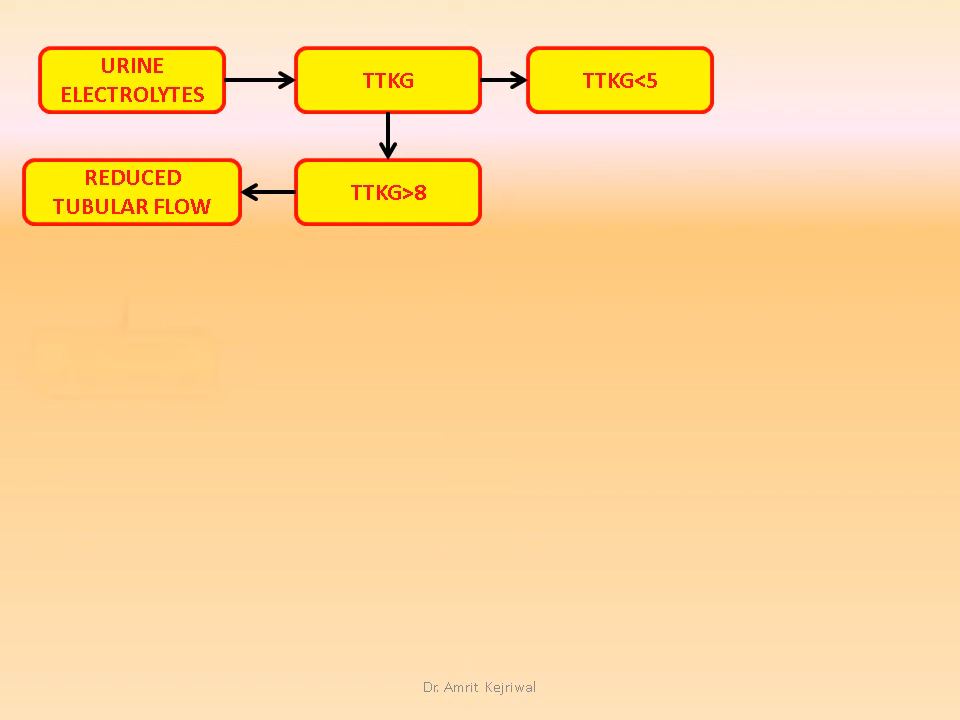 URINE
ELECTROLYTES
TTKG
TTKG<5
REDUCED
TUBULAR FLOW
TTKG>8
Dr. Amrit Kejriwal